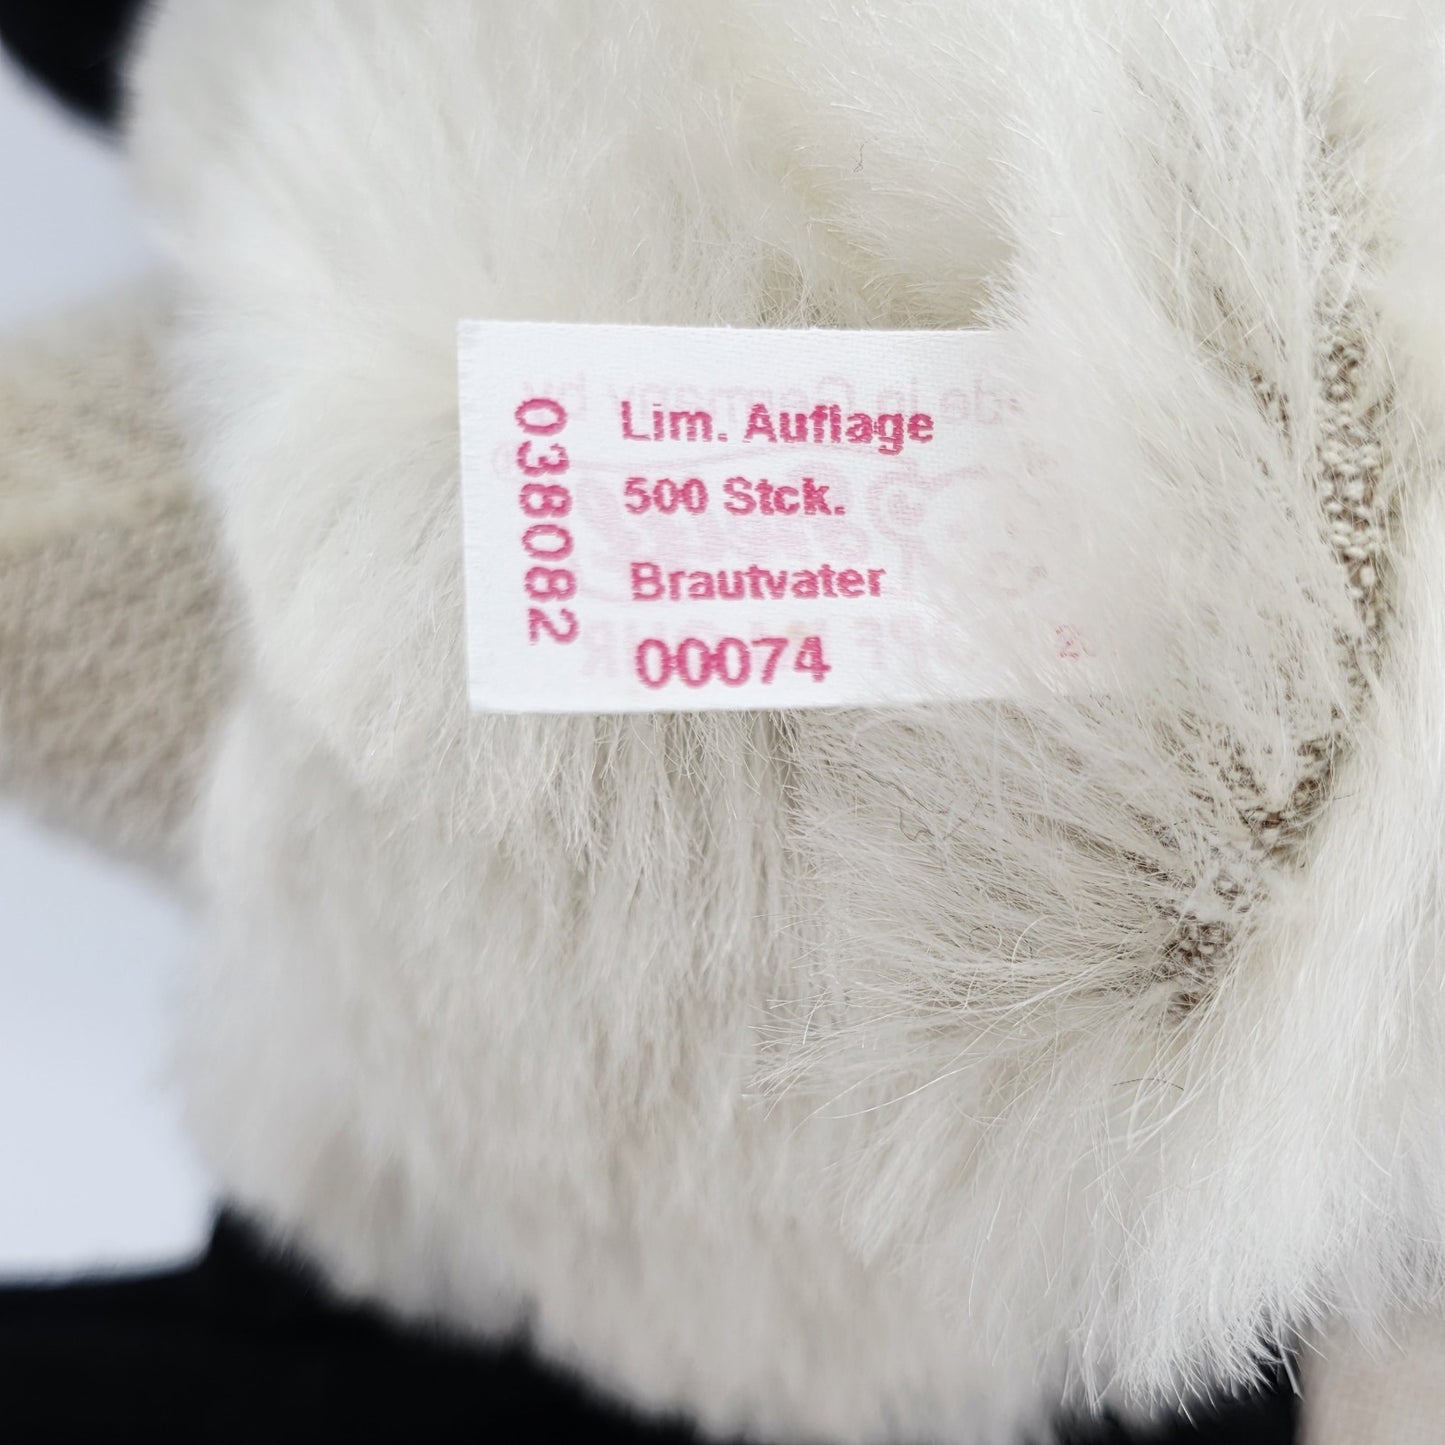 038082
Lim. Auflage
500 Stck.
Brautvater
00074